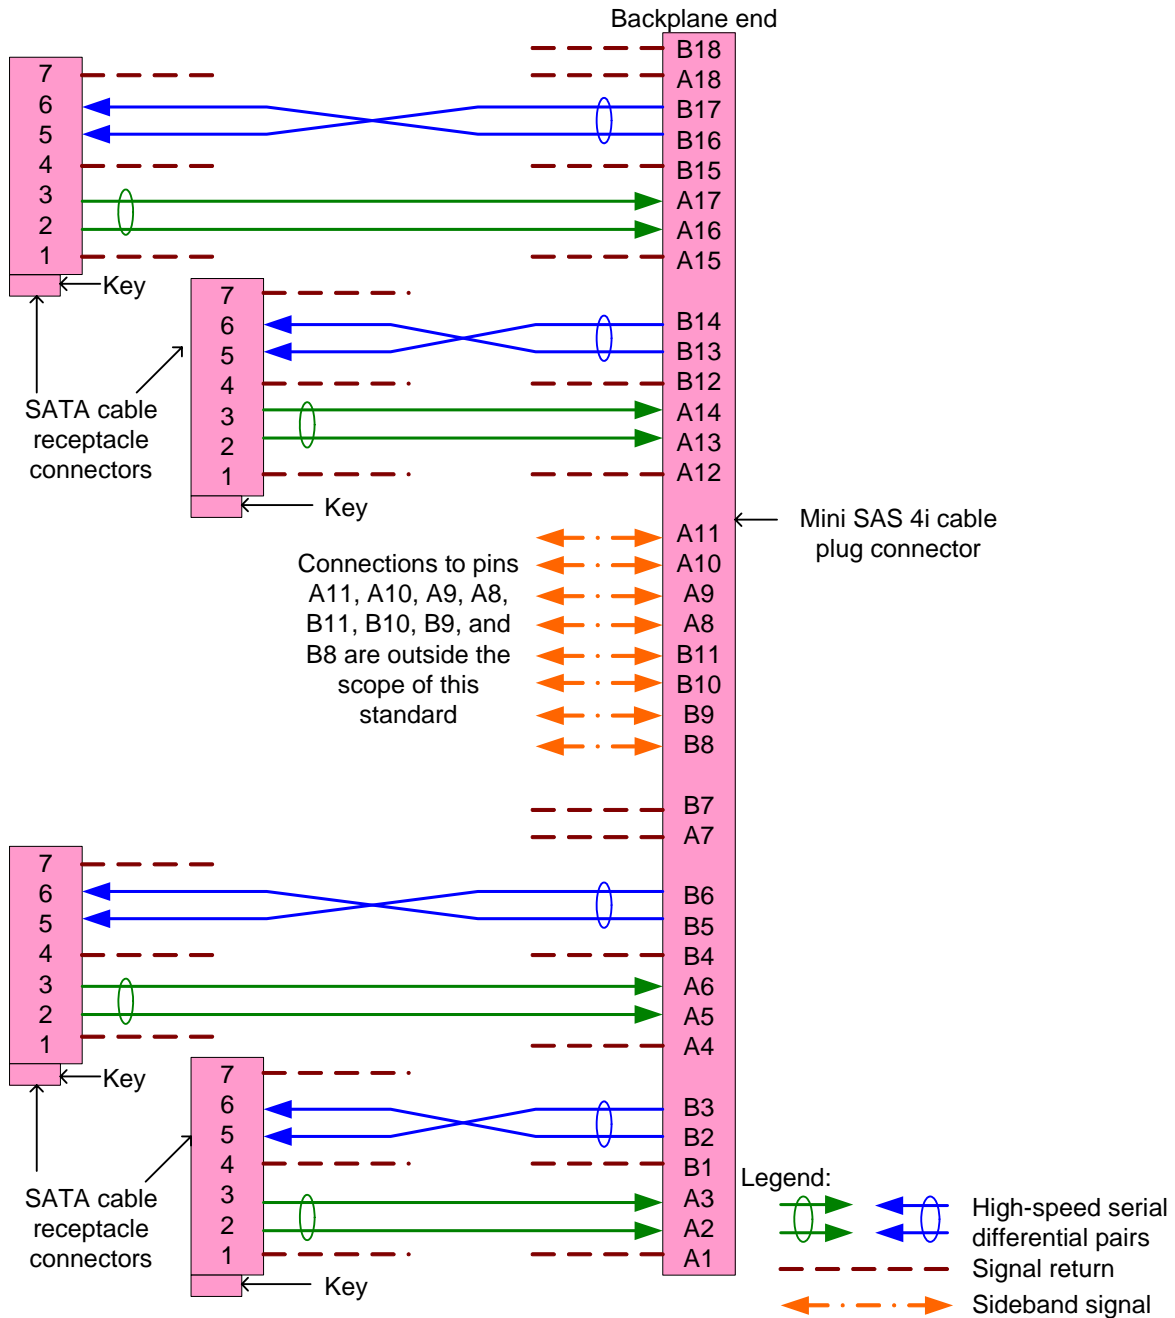 Backplane end
B18
A18
B17
B16
B15
A17
A16
A15
B14
B13
B12
A14
A13
A12
A11
A10
A9
A8
B11
B10
B9
B8
B7
A7
B6
B5
B4
A6
A5
A4
B3
B2
B1
A3
A2
A1
7
6
5
4
3
2
1
Key
7
6
5
4
3
2
1
Key
SATA cable
receptacle
connectors
Connections to pins
A11, A10, A9, A8,
B11, B10, B9, and
B8 are outside the
scope of this
standard
Mini SAS 4i cable
plug connector
7
6
5
4
3
2
1
Key
7
6
5
4
3
2
1
Key
SATA cable
receptacle
connectors
Legend:
High-speed serial
differential pairs
Signal return
Sideband signal